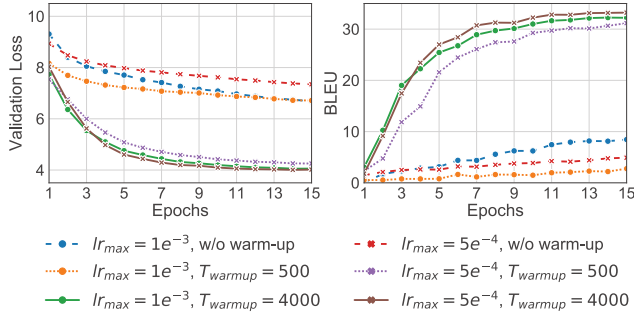 Validation Loss
8
6
4
1 3 5 7 9 11 13 15
Epochs
BLEU
30
20
10
0
1 3 5 7 9 11 13 15
Epochs
lr_max = 1e^−3, w/o warm-up
lr_max = 1e^−3, T_warmup = 500
lr_max = 1e^−3, T_warmup = 4000
lr_max = 5e^−4, w/o warm-up
lr_max = 5e^−4, T_warmup = 500
lr_max = 5e^−4, T_warmup = 4000